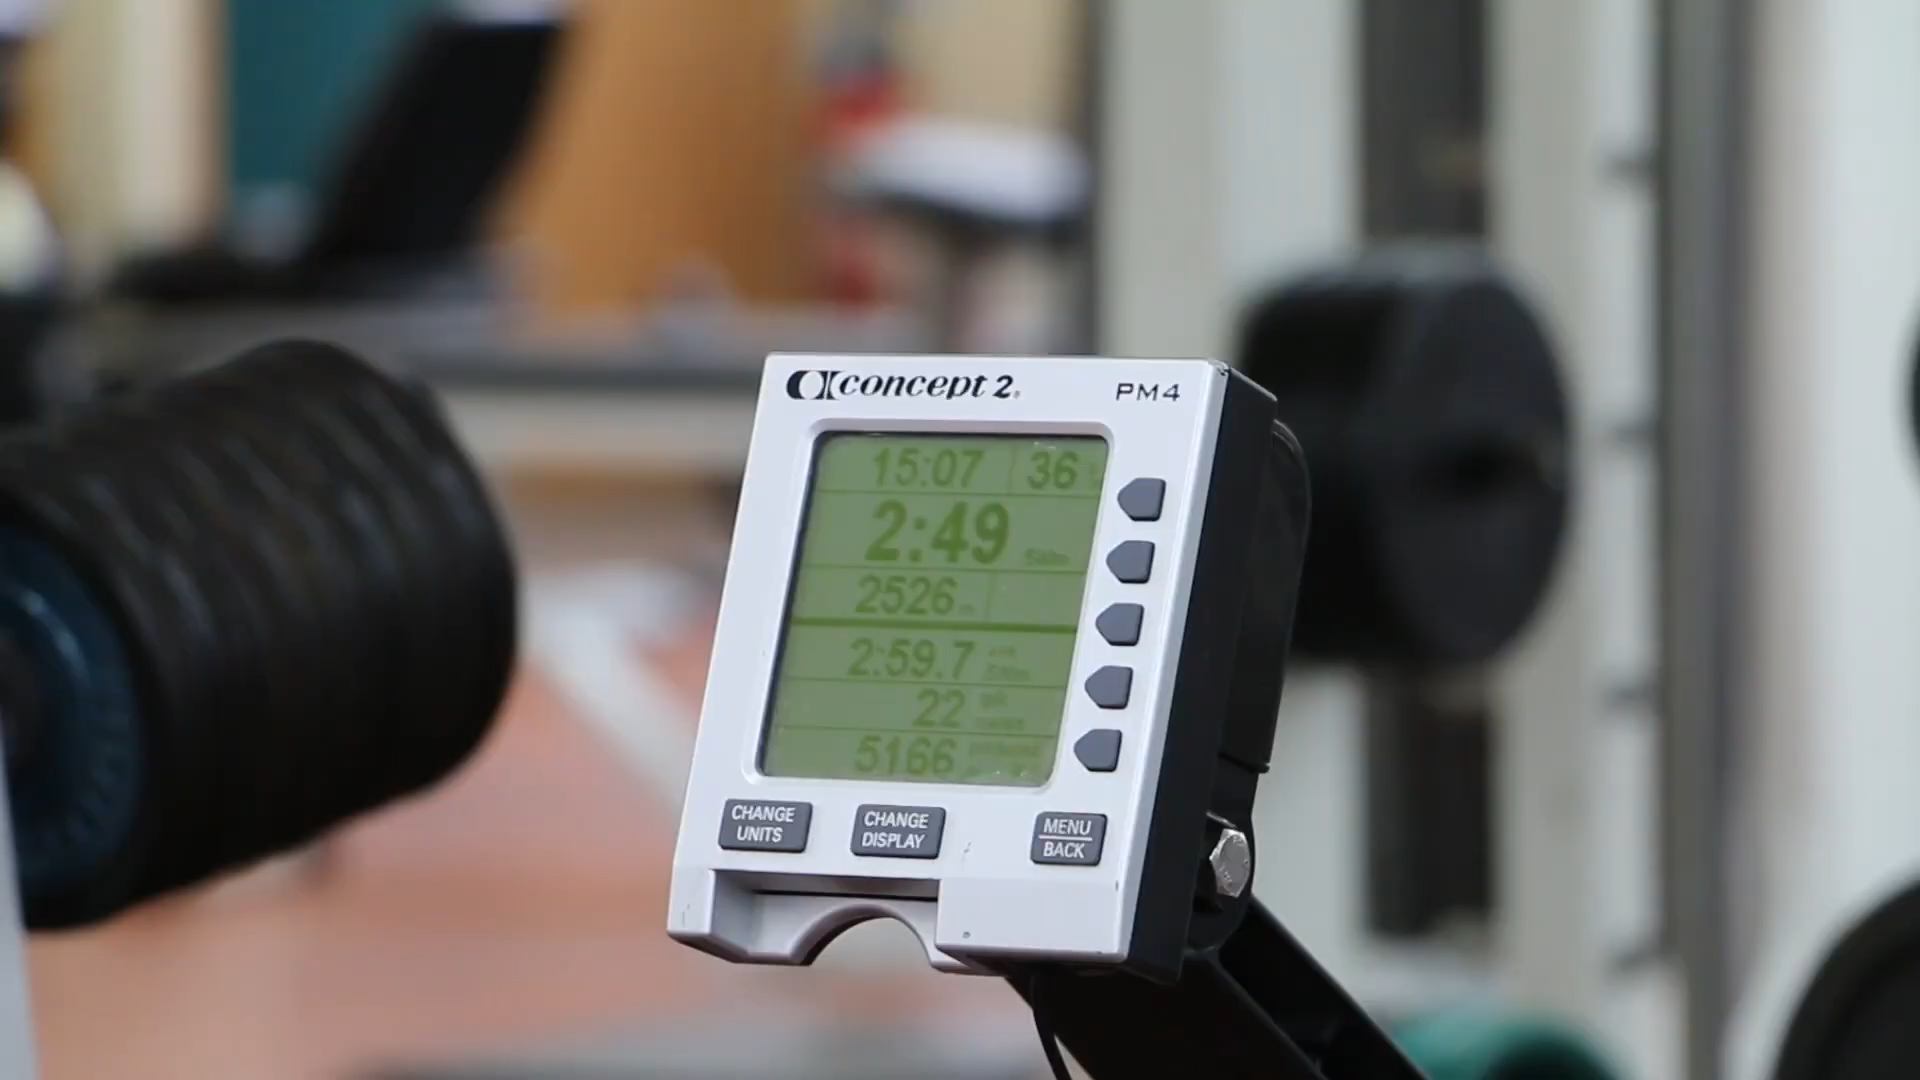 concept 2
PM4
15:07 36
2:49 500m
2526 m
2:59.7
22
5166
CHANGE UNITS
CHANGE DISPLAY
MENU
BACK